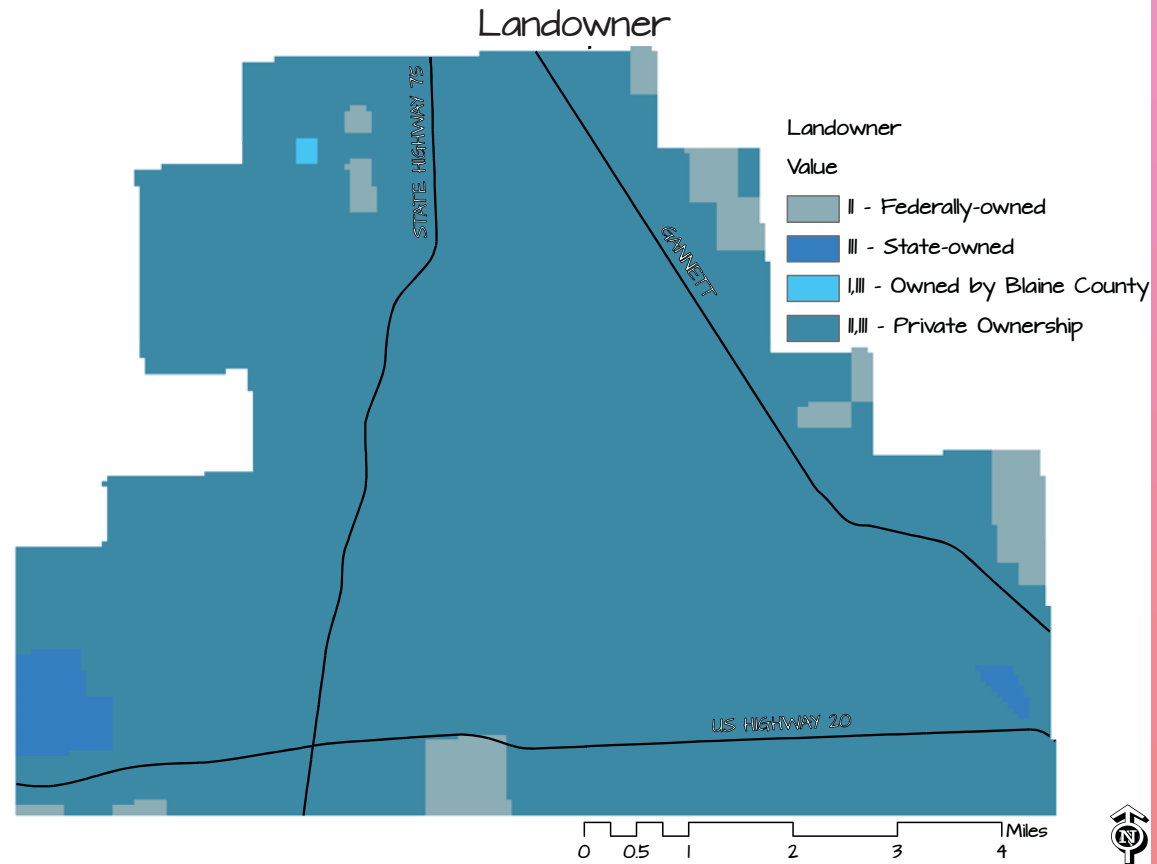 Landowner
STATE HIGHWAY 75
GANNETT
Landowner
Value
II - Federally-owned
III - State-owned
I,III - Owned by Blaine County
II,III - Private Ownership
US HIGHWAY 20
Miles
0 0.5 1 2 3 4
N